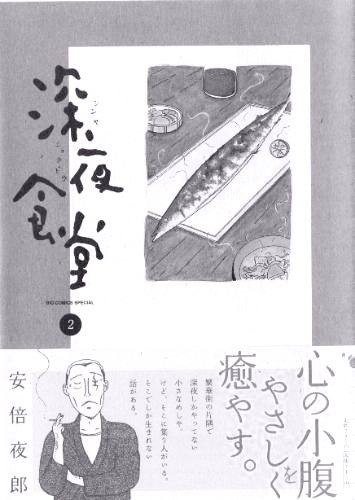 深夜食堂
シンヤ
ショクドウ
BIG COMICS SPECIAL
2
安倍夜郎
心の小腹
を
やさしく
癒やす。
繁華街の片隅で
深夜しかやってない
小さなめしや。
けど、そこに集う人がいる。
そこでしか生まれない
話がある。